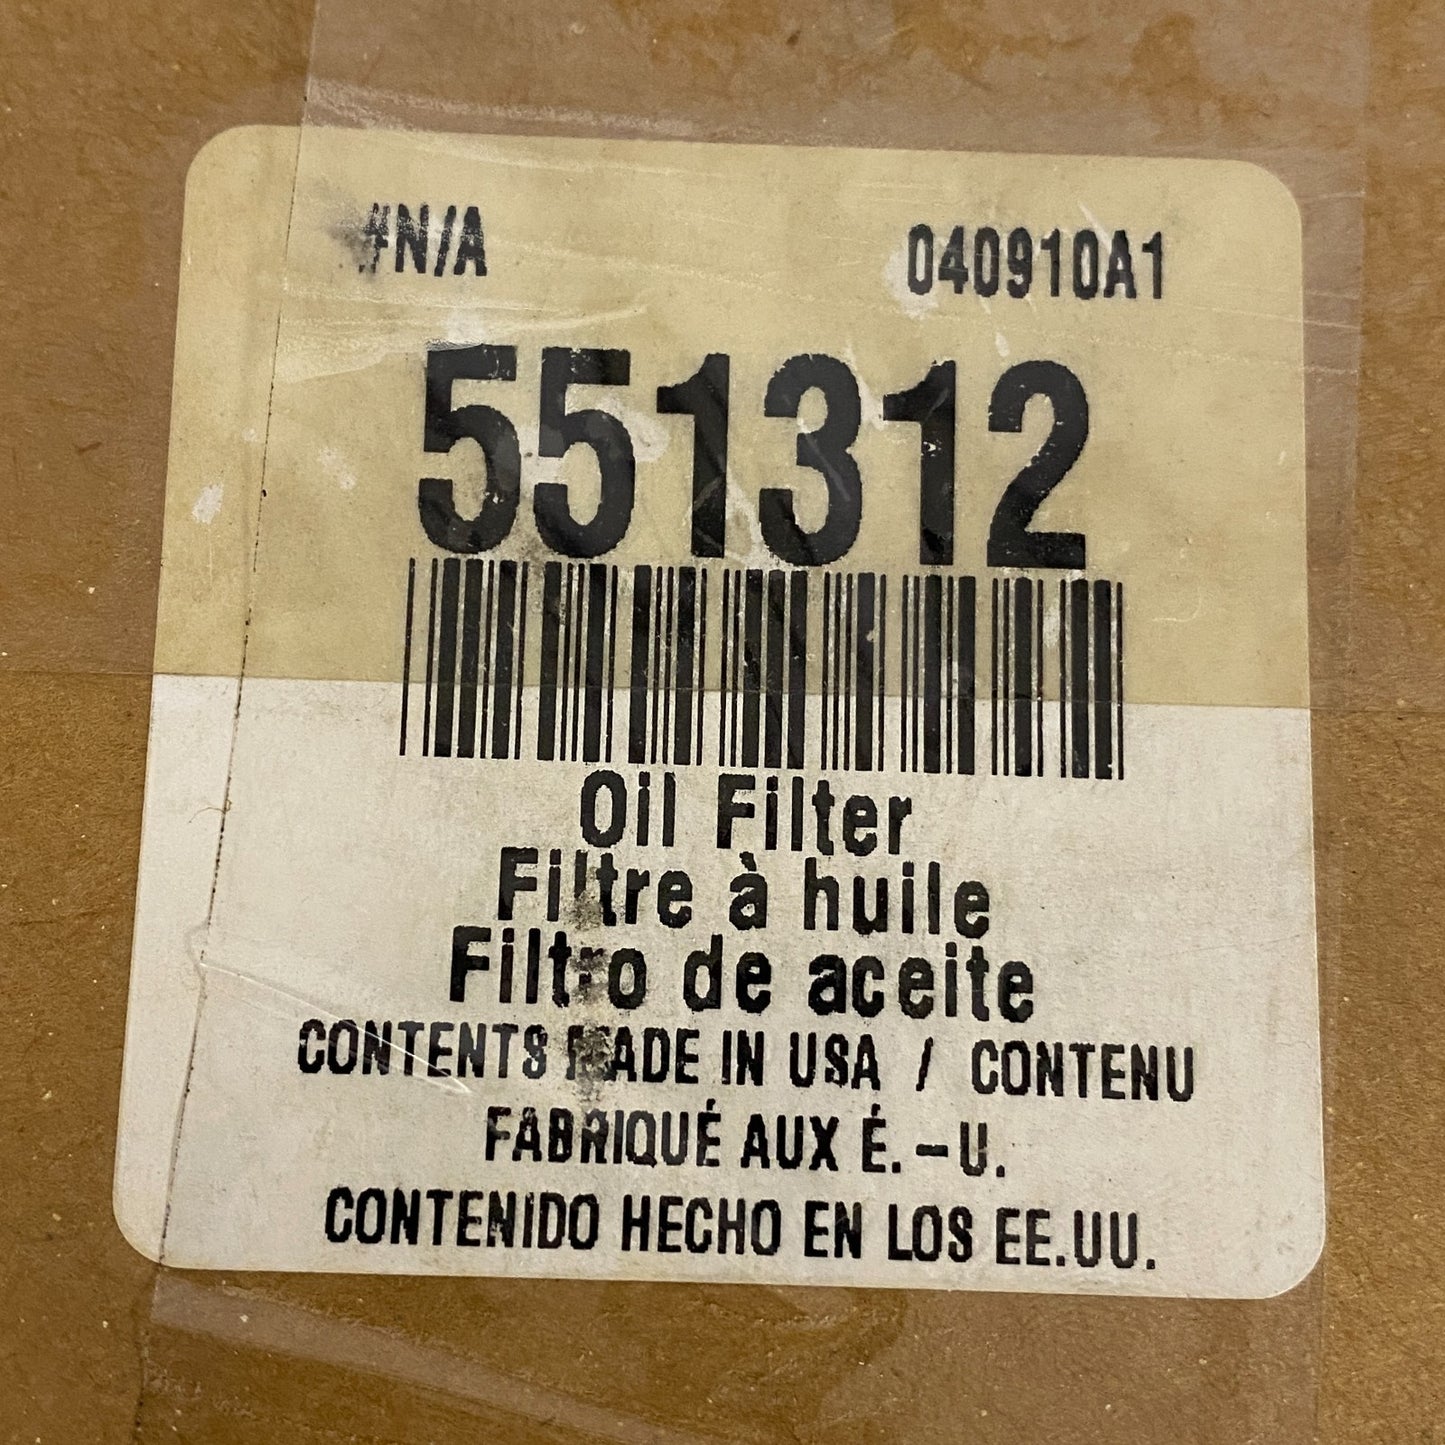 #N/A 040910A1
551312
Oil Filter
Filtre à huile
Filtro de aceite
CONTENTS MADE IN USA / CONTENU
FABRIQUÉ AUX É.-U.
CONTENIDO HECHO EN LOS EE.UU.